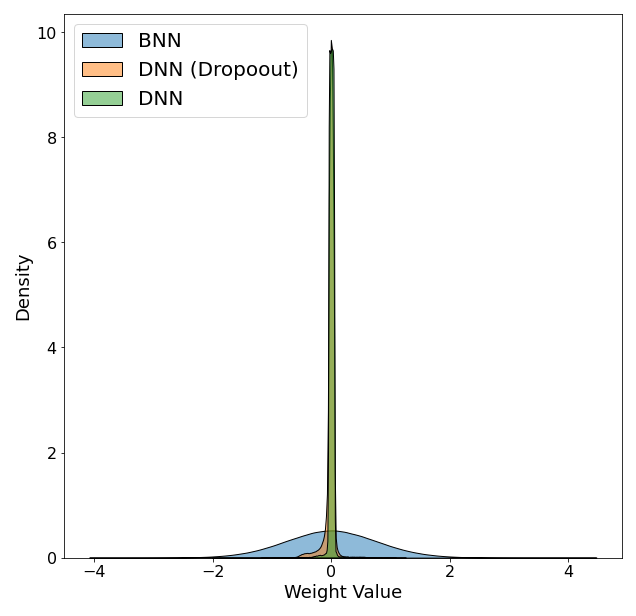 BNN
DNN (Dropoout)
DNN
10
8
6
4
2
0
Density
−4 −2 0 2 4
Weight Value